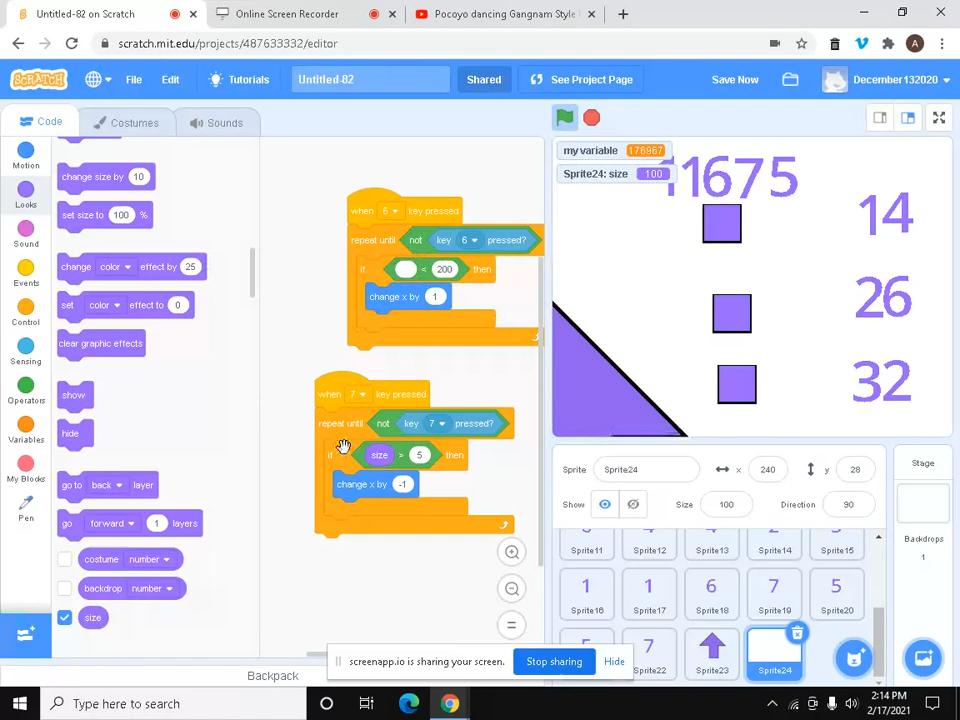 Untitled-82 on Scratch
Online Screen Recorder
Pocoyo dancing Gangnam Style
scratch.mit.edu/projects/487633332/editor
A
SCRATCH
File
Edit
Tutorials
Untitled-82
Shared
See Project Page
Save Now
December132020
Code
Costumes
Sounds
Motion
Looks
Sound
Events
Control
Sensing
Operators
Variables
My Blocks
Pen
change size by 10
set size to 100 %
change color effect by 25
set color effect to 0
clear graphic effects
show
hide
go to back layer
go forward 1 layers
costume number
backdrop number
size
when 6 key pressed
repeat until not key 6 pressed?
if < 200 then
change x by 1
when 7 key pressed
repeat until not key 7 pressed?
if size > 5 then
change x by -1
my variable 176967
Sprite24: size 100
11675
14
26
32
Sprite Sprite24 x 240 y 28
Show Size 100 Direction 90
Stage
Backdrops
1
Sprite11 Sprite12 Sprite13 Sprite14 Sprite15
1 1 6 7 5
Sprite16 Sprite17 Sprite18 Sprite19 Sprite20
7
Sprite22 Sprite23 Sprite24
Backpack
screenapp.io is sharing your screen.
Stop sharing
Hide
Type here to search
2:14 PM
2/17/2021